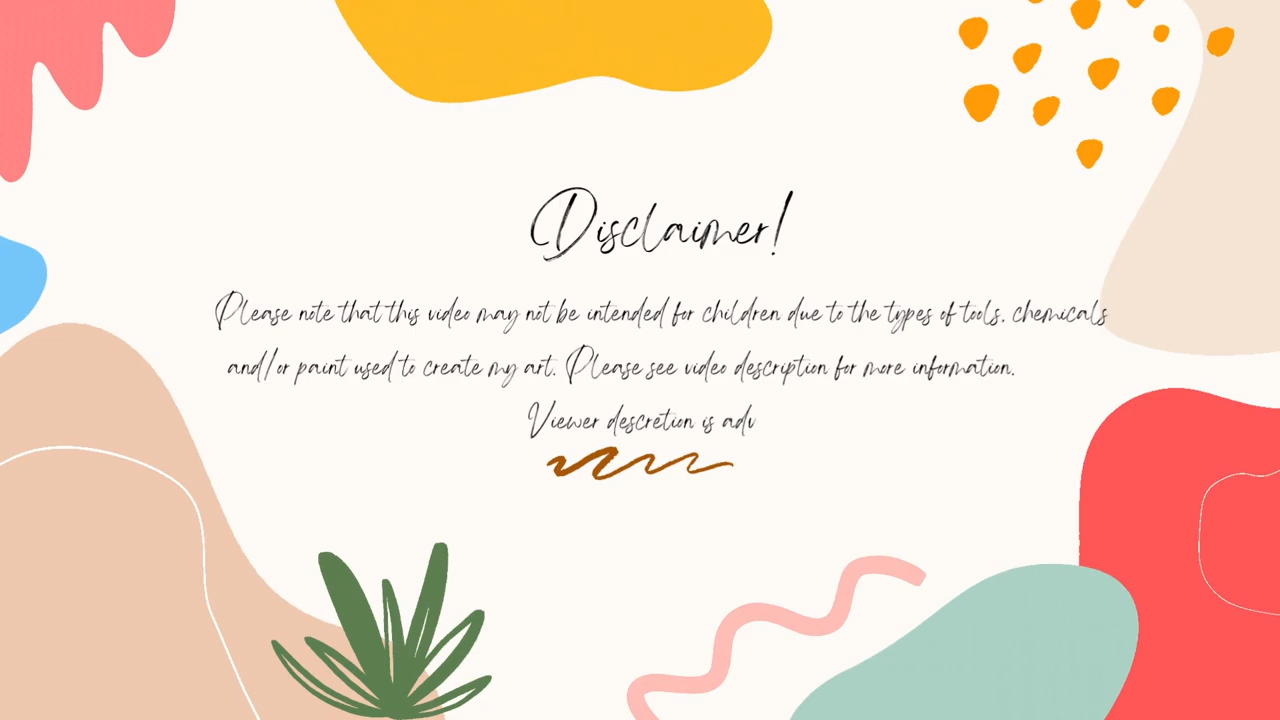 Disclaimer!
Please note that this video may not be intended for children due to the types of tools, chemicals
and/or paint used to create my art. Please see video description for more information.
Viewer descretion is adv